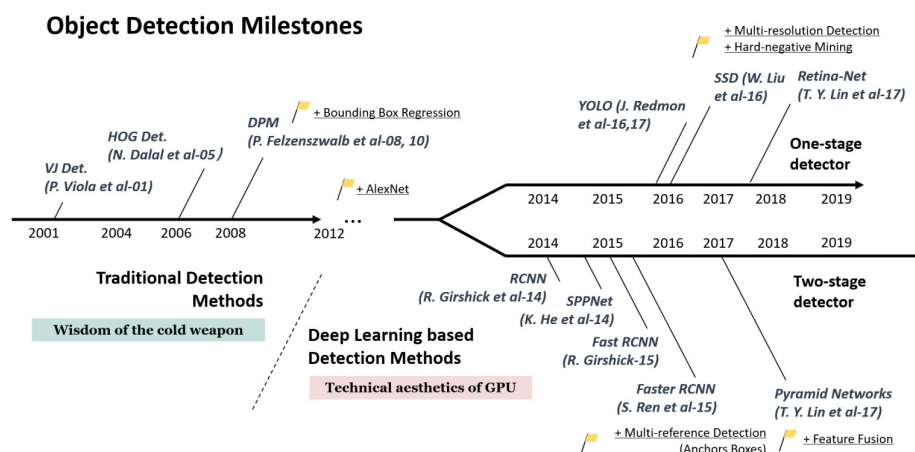 Object Detection Milestones
+ Multi-resolution Detection
+ Hard-negative Mining
SSD (W. Liu
et al-16)
Retina-Net
(T. Y. Lin et al-17)
YOLO (J. Redmon
et al-16,17)
DPM
(P. Felzenszwalb et al-08, 10)
+ Bounding Box Regression
HOG Det.
(N. Dalal et al-05)
VJ Det.
(P. Viola et al-01)
+ AlexNet
One-stage
detector
2014 2015 2016 2017 2018 2019
2001 2004 2006 2008 2012 ...
2014 2015 2016 2017 2018 2019
Two-stage
detector
Traditional Detection
Methods
Wisdom of the cold weapon
Deep Learning based
Detection Methods
Technical aesthetics of GPU
RCNN
(R. Girshick et al-14)
SPPNet
(K. He et al-14)
Fast RCNN
(R. Girshick-15)
Faster RCNN
(S. Ren et al-15)
Pyramid Networks
(T. Y. Lin et al-17)
+ Multi-reference Detection
(Anchors Boxes)
+ Feature Fusion